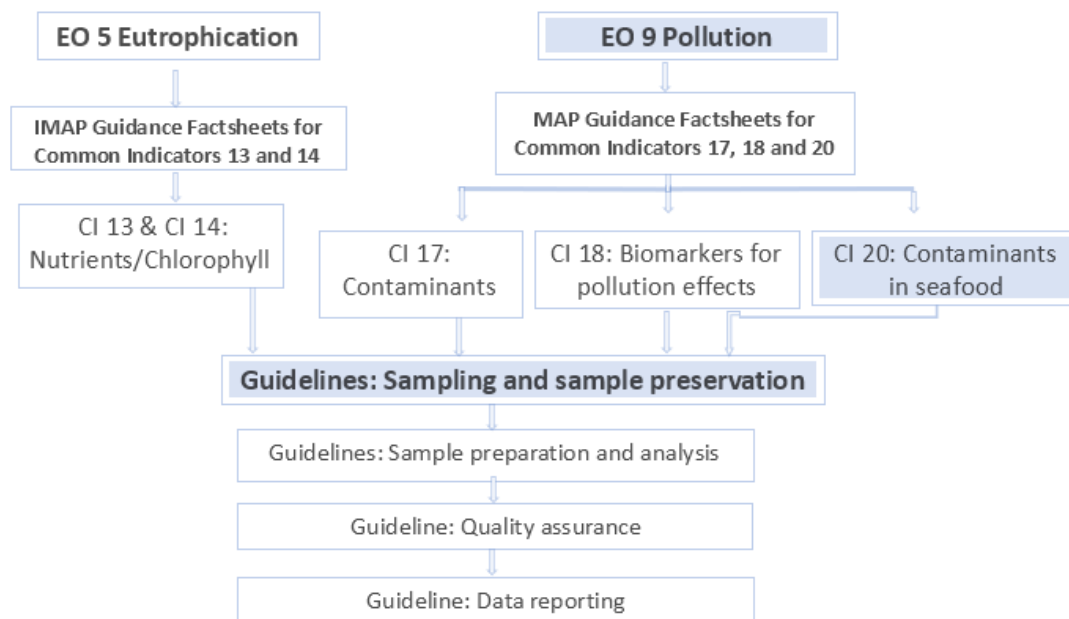 EO 5 Eutrophication
EO 9 Pollution
IMAP Guidance Factsheets for
Common Indicators 13 and 14
MAP Guidance Factsheets for
Common Indicators 17, 18 and 20
CI 13 & CI 14:
Nutrients/Chlorophyll
CI 17:
Contaminants
CI 18: Biomarkers for
pollution effects
CI 20: Contaminants
in seafood
Guidelines: Sampling and sample preservation
Guidelines: Sample preparation and analysis
Guideline: Quality assurance
Guideline: Data reporting